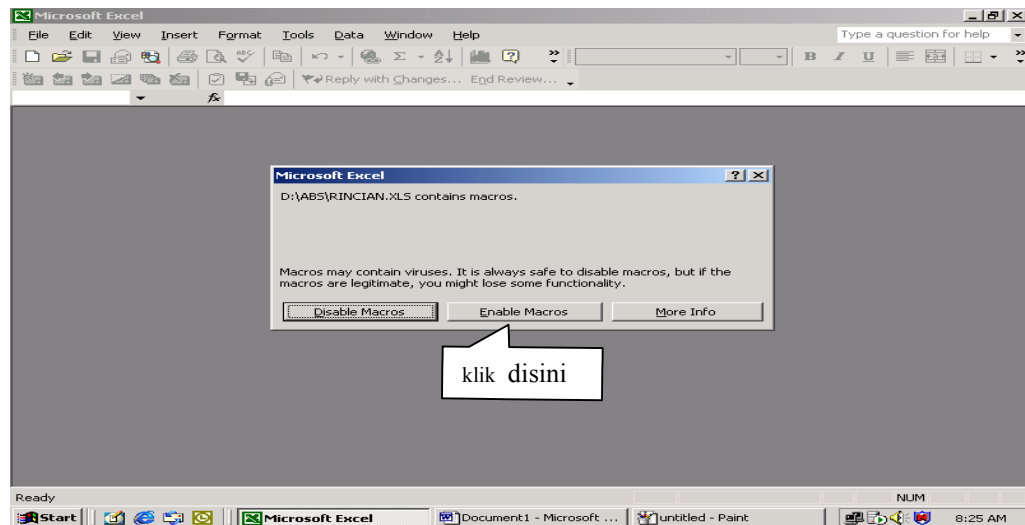 Microsoft Excel
File Edit View Insert Format Tools Data Window Help Type a question for help
B I U
Reply with Changes... End Review...
fx
Microsoft Excel
D:\ABS\RINCIAN.XLS contains macros.
Macros may contain viruses. It is always safe to disable macros, but if the
macros are legitimate, you might lose some functionality.
Disable Macros Enable Macros More Info
klik disini
Ready NUM
Start Microsoft Excel Document1 - Microsoft ... untitled - Paint 8:25 AM